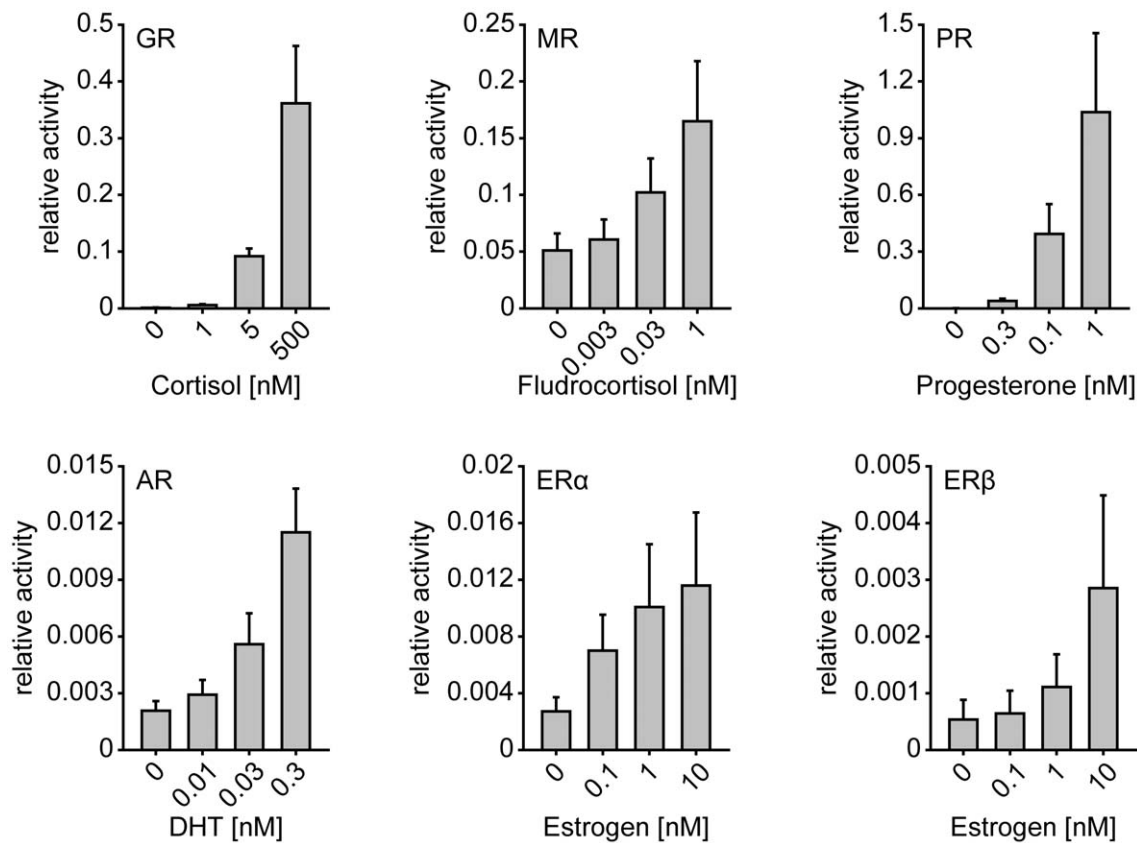 GR
relative activity
0.5
0.4
0.3
0.2
0.1
0
0 1 5 500
Cortisol [nM]
MR
relative activity
0.25
0.2
0.15
0.1
0.05
0
0 0.003 0.03 1
Fludrocortisol [nM]
PR
relative activity
1.5
1.2
0.9
0.6
0.3
0
0 0.3 0.1 1
Progesterone [nM]
AR
relative activity
0.015
0.012
0.009
0.006
0.003
0
0 0.01 0.03 0.3
DHT [nM]
ERα
relative activity
0.02
0.016
0.012
0.008
0.004
0
0 0.1 1 10
Estrogen [nM]
ERβ
relative activity
0.005
0.004
0.003
0.002
0.001
0
0 0.1 1 10
Estrogen [nM]